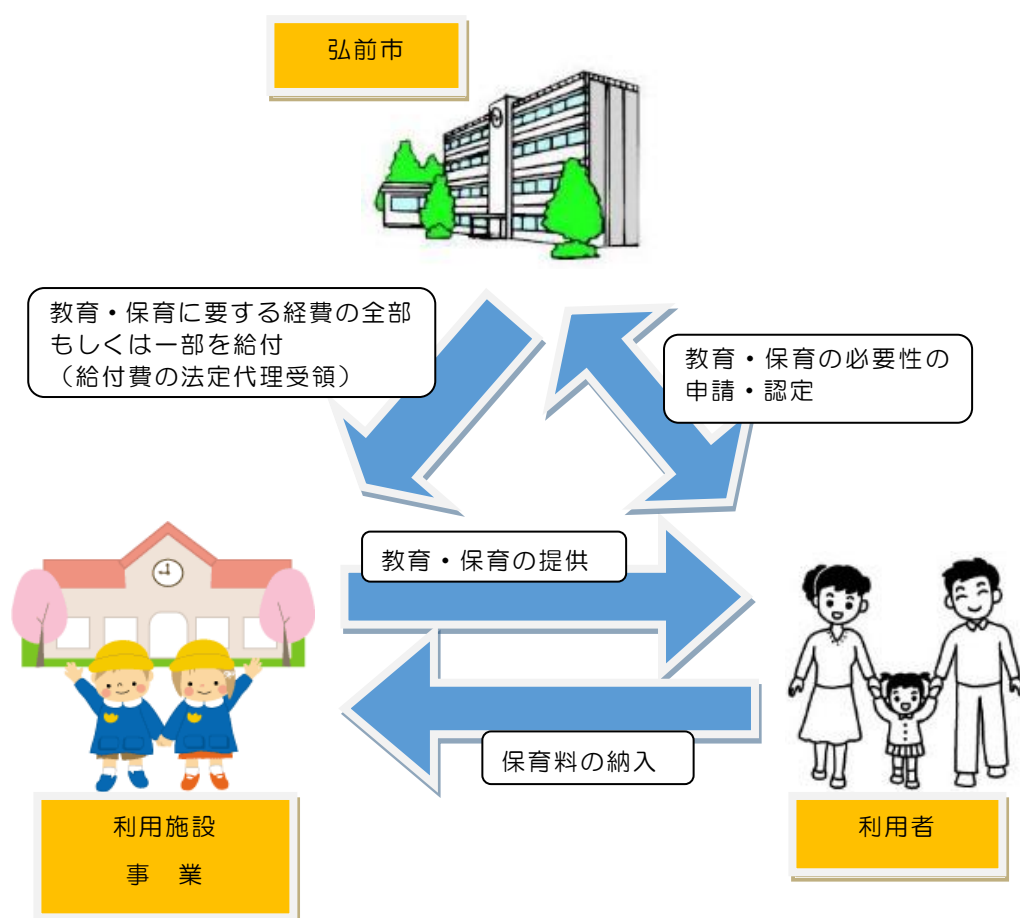 弘前市
教育・保育に要する経費の全部
もしくは一部を給付
（給付費の法定代理受領）
教育・保育の必要性の
申請・認定
教育・保育の提供
保育料の納入
利用施設
事　業
利用者